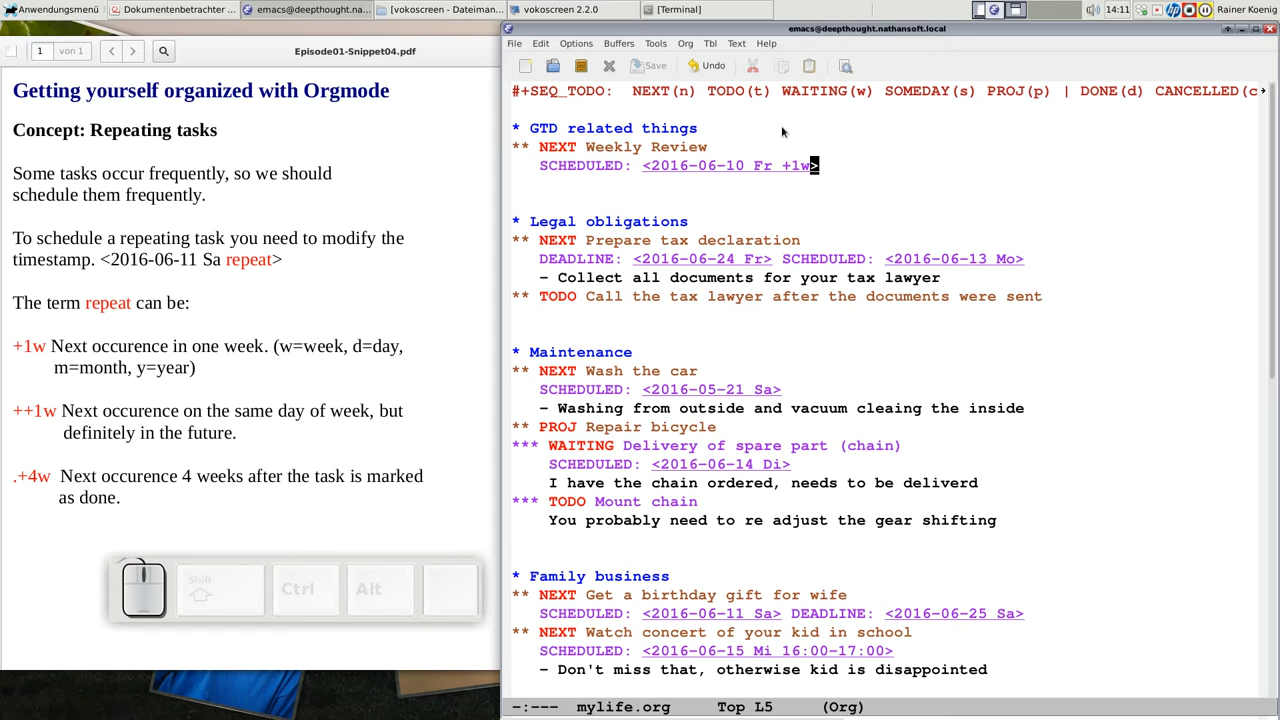 Anwendungsmenü
Dokumentenbetrachter ...
emacs@deepthought.na...
[vokoscreen - Dateiman...
vokoscreen 2.2.0
[Terminal]
14:11
Rainer Koenig
1
von 1
Episode01-Snippet04.pdf
Getting yourself organized with Orgmode
Concept: Repeating tasks
Some tasks occur frequently, so we should
schedule them frequently.
To schedule a repeating task you need to modify the
timestamp. <2016-06-11 Sa repeat>
The term repeat can be:
+1w Next occurence in one week. (w=week, d=day,
m=month, y=year)
++1w Next occurence on the same day of week, but
definitely in the future.
.+4w Next occurence 4 weeks after the task is marked
as done.
Shift
Ctrl
Alt
emacs@deepthought.nathansoft.local
File Edit Options Buffers Tools Org Tbl Text Help
Save Undo
#+SEQ_TODO: NEXT(n) TODO(t) WAITING(w) SOMEDAY(s) PROJ(p) | DONE(d) CANCELLED(c
* GTD related things
** NEXT Weekly Review
SCHEDULED: <2016-06-10 Fr +1w>
* Legal obligations
** NEXT Prepare tax declaration
DEADLINE: <2016-06-24 Fr> SCHEDULED: <2016-06-13 Mo>
- Collect all documents for your tax lawyer
** TODO Call the tax lawyer after the documents were sent
* Maintenance
** NEXT Wash the car
SCHEDULED: <2016-05-21 Sa>
- Washing from outside and vacuum cleaing the inside
** PROJ Repair bicycle
*** WAITING Delivery of spare part (chain)
SCHEDULED: <2016-06-14 Di>
I have the chain ordered, needs to be deliverd
*** TODO Mount chain
You probably need to re adjust the gear shifting
* Family business
** NEXT Get a birthday gift for wife
SCHEDULED: <2016-06-11 Sa> DEADLINE: <2016-06-25 Sa>
** NEXT Watch concert of your kid in school
SCHEDULED: <2016-06-15 Mi 16:00-17:00>
- Don't miss that, otherwise kid is disappointed
-:--- mylife.org Top L5 (Org)